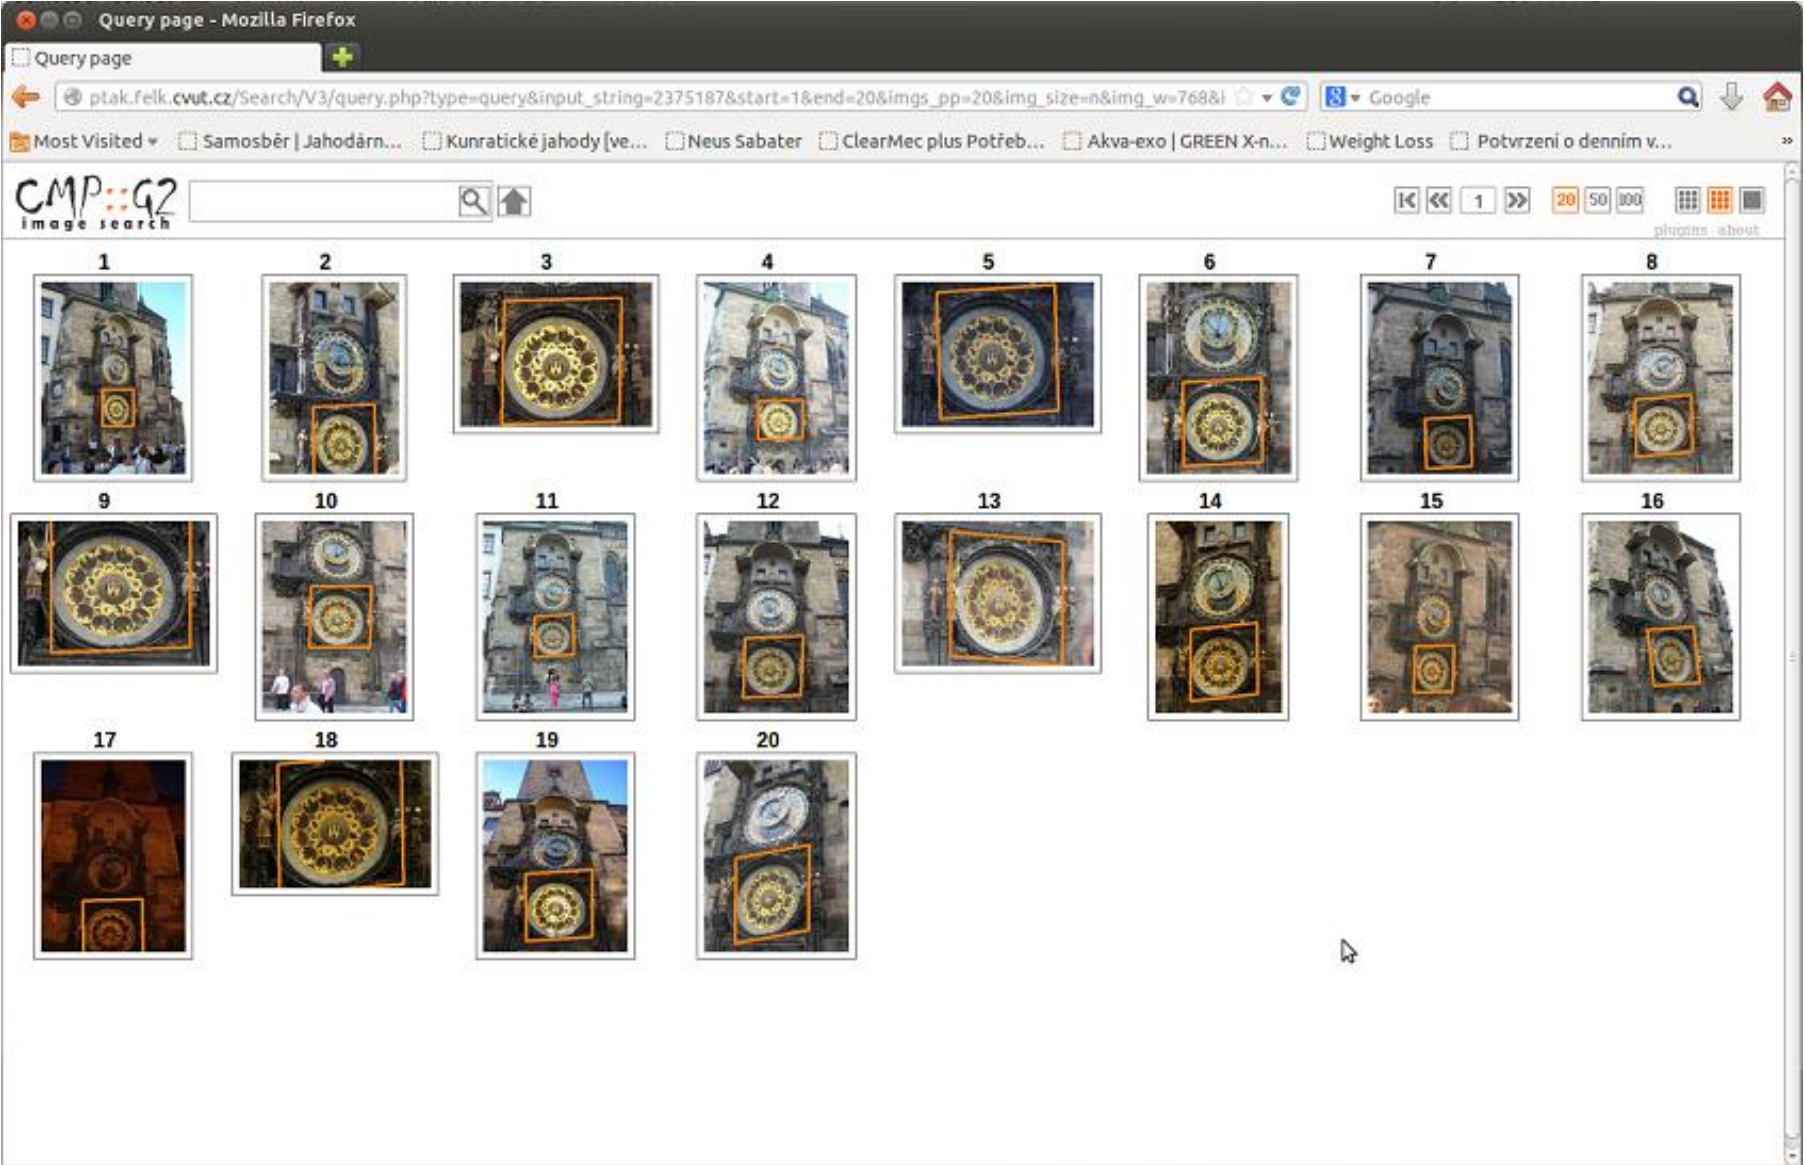 Query page - Mozilla Firefox
Query page
ptak.felk.cvut.cz/Search/V3/query.php?type=query&input_string=2375187&start=1&end=20&imgs_pp=20&img_size=n&img_w=768&i
Google
Most Visited
Samosběr | Jahodárn...
Kunratické jahody [ve...
Neus Sabater
ClearMec plus Potřeb...
Akva-exo | GREEN X-n...
Weight Loss
Potvrzení o denním v...
»
CMP::G2
image search
1
20 50 100
plugins about
1 2 3 4 5 6 7 8
9 10 11 12 13 14 15 16
17 18 19 20